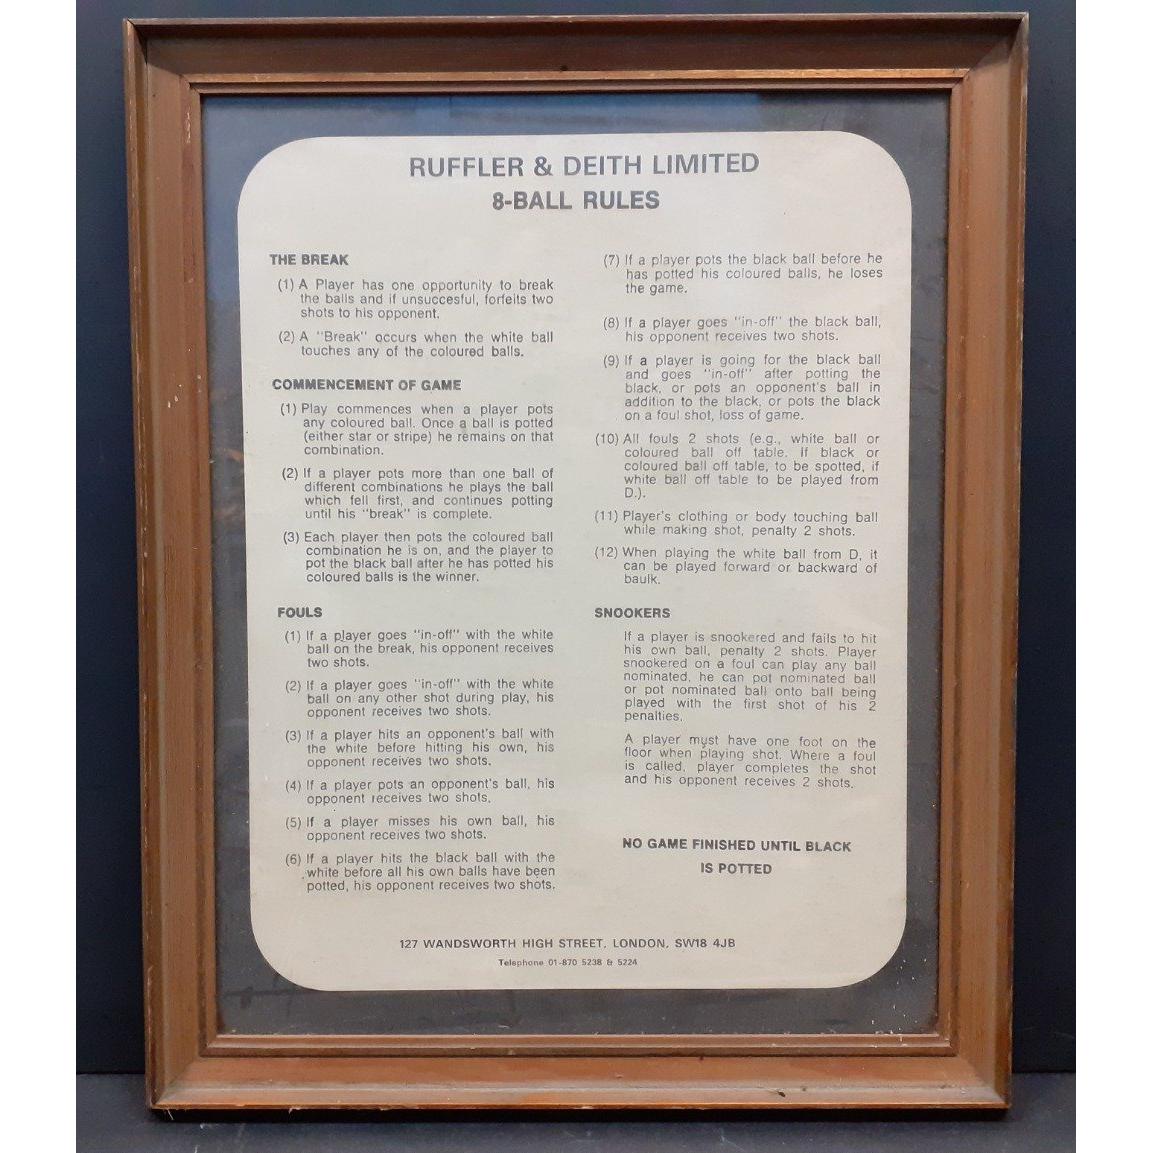 RUFFLER & DEITH LIMITED
8-BALL RULES
THE BREAK
(1) A Player has one opportunity to break
the balls and if unsuccesful, forfeits two
shots to his opponent.
(2) A "Break" occurs when the white ball
touches any of the coloured balls.
COMMENCEMENT OF GAME
(1) Play commences when a player pots
any coloured ball. Once a ball is potted
(either star or stripe) he remains on that
combination.
(2) If a player pots more than one ball of
different combinations he plays the ball
which fell first, and continues potting
until his "break" is complete.
(3) Each player then pots the coloured ball
combination he is on, and the player to
pot the black ball after he has potted his
coloured balls is the winner.
FOULS
(1) If a player goes "in-off" with the white
ball on the break, his opponent receives
two shots.
(2) If a player goes "in-off" with the white
ball on any other shot during play, his
opponent receives two shots.
(3) If a player hits an opponent's ball with
the white before hitting his own, his
opponent receives two shots.
(4) If a player pots an opponent's ball, his
opponent receives two shots.
(5) If a player misses his own ball, his
opponent receives two shots.
(6) If a player hits the black ball with the
white before all his own balls have been
potted, his opponent receives two shots.
(7) If a player pots the black ball before he
has potted his coloured balls, he loses
the game.
(8) If a player goes "in-off" the black ball,
his opponent receives two shots.
(9) If a player is going for the black ball
and goes "in-off" after potting the
black, or pots an opponent's ball in
addition to the black, or pots the black
on a foul shot, loss of game.
(10) All fouls 2 shots (e.g., white ball or
coloured ball off table. If black or
coloured ball off table, to be spotted, if
white ball off table to be played from
D.).
(11) Player's clothing or body touching ball
while making shot, penalty 2 shots.
(12) When playing the white ball from D, it
can be played forward or backward of
baulk.
SNOOKERS
If a player is snookered and fails to hit
his own ball, penalty 2 shots. Player
snookered on a foul can play any ball
nominated, he can pot nominated ball
or pot nominated ball onto ball being
played with the first shot of his 2
penalties.
A player must have one foot on the
floor when playing shot. Where a foul
is called, player completes the shot
and his opponent receives 2 shots.
NO GAME FINISHED UNTIL BLACK
IS POTTED
127 WANDSWORTH HIGH STREET, LONDON, SW18 4JB
Telephone 01-870 5238 & 5224